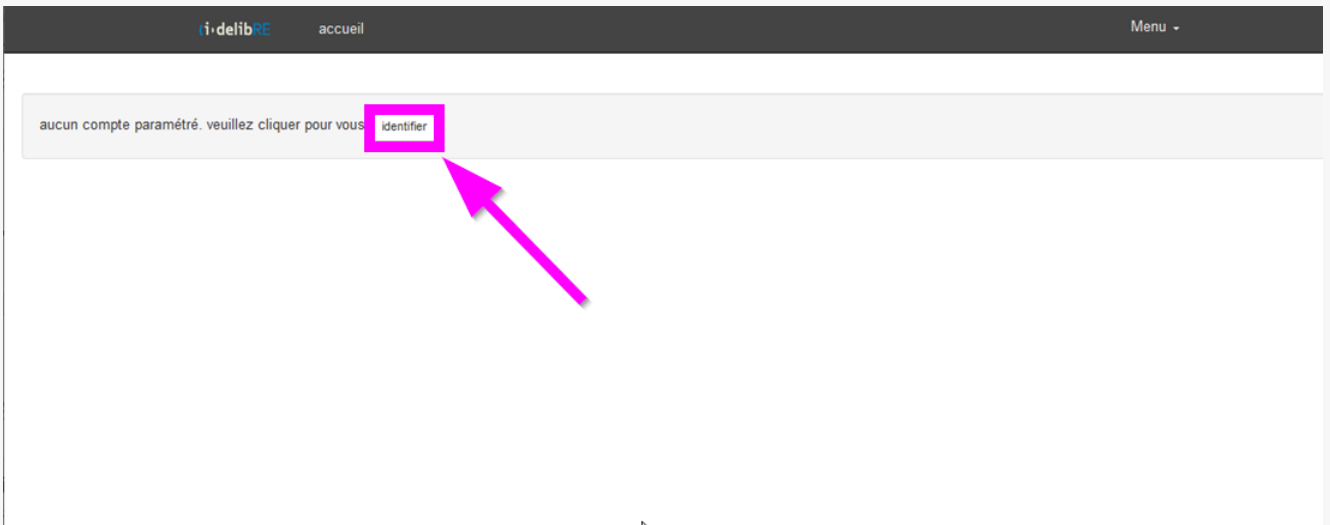 i·delibRE accueil Menu
aucun compte paramétré. veuillez cliquer pour vous identifier